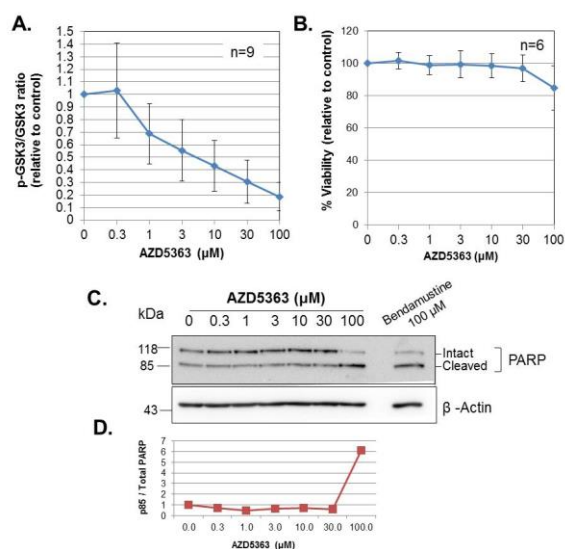 A.
p-GSK3/GSK3 ratio
(relative to control)
1.5
1.4
1.3
1.2
1.1
1
0.9
0.8
0.7
0.6
0.5
0.4
0.3
0.2
0.1
0
n=9
0 0.3 1 3 10 30 100
AZD5363 (µM)
B.
% Viability (relative to control)
120
100
80
60
40
20
0
n=6
0 0.3 1 3 10 30 100
AZD5363 (µM)
C.
kDa
AZD5363 (µM)
0 0.3 1 3 10 30 100
Bendamustine
100 µM
118
85
Intact
Cleaved
PARP
43
β -Actin
D.
p85 / Total PARP
7
6
5
4
3
2
1
0
0.0 0.3 1.0 3.0 10.0 30.0 100.0
AZD5363 (µM)